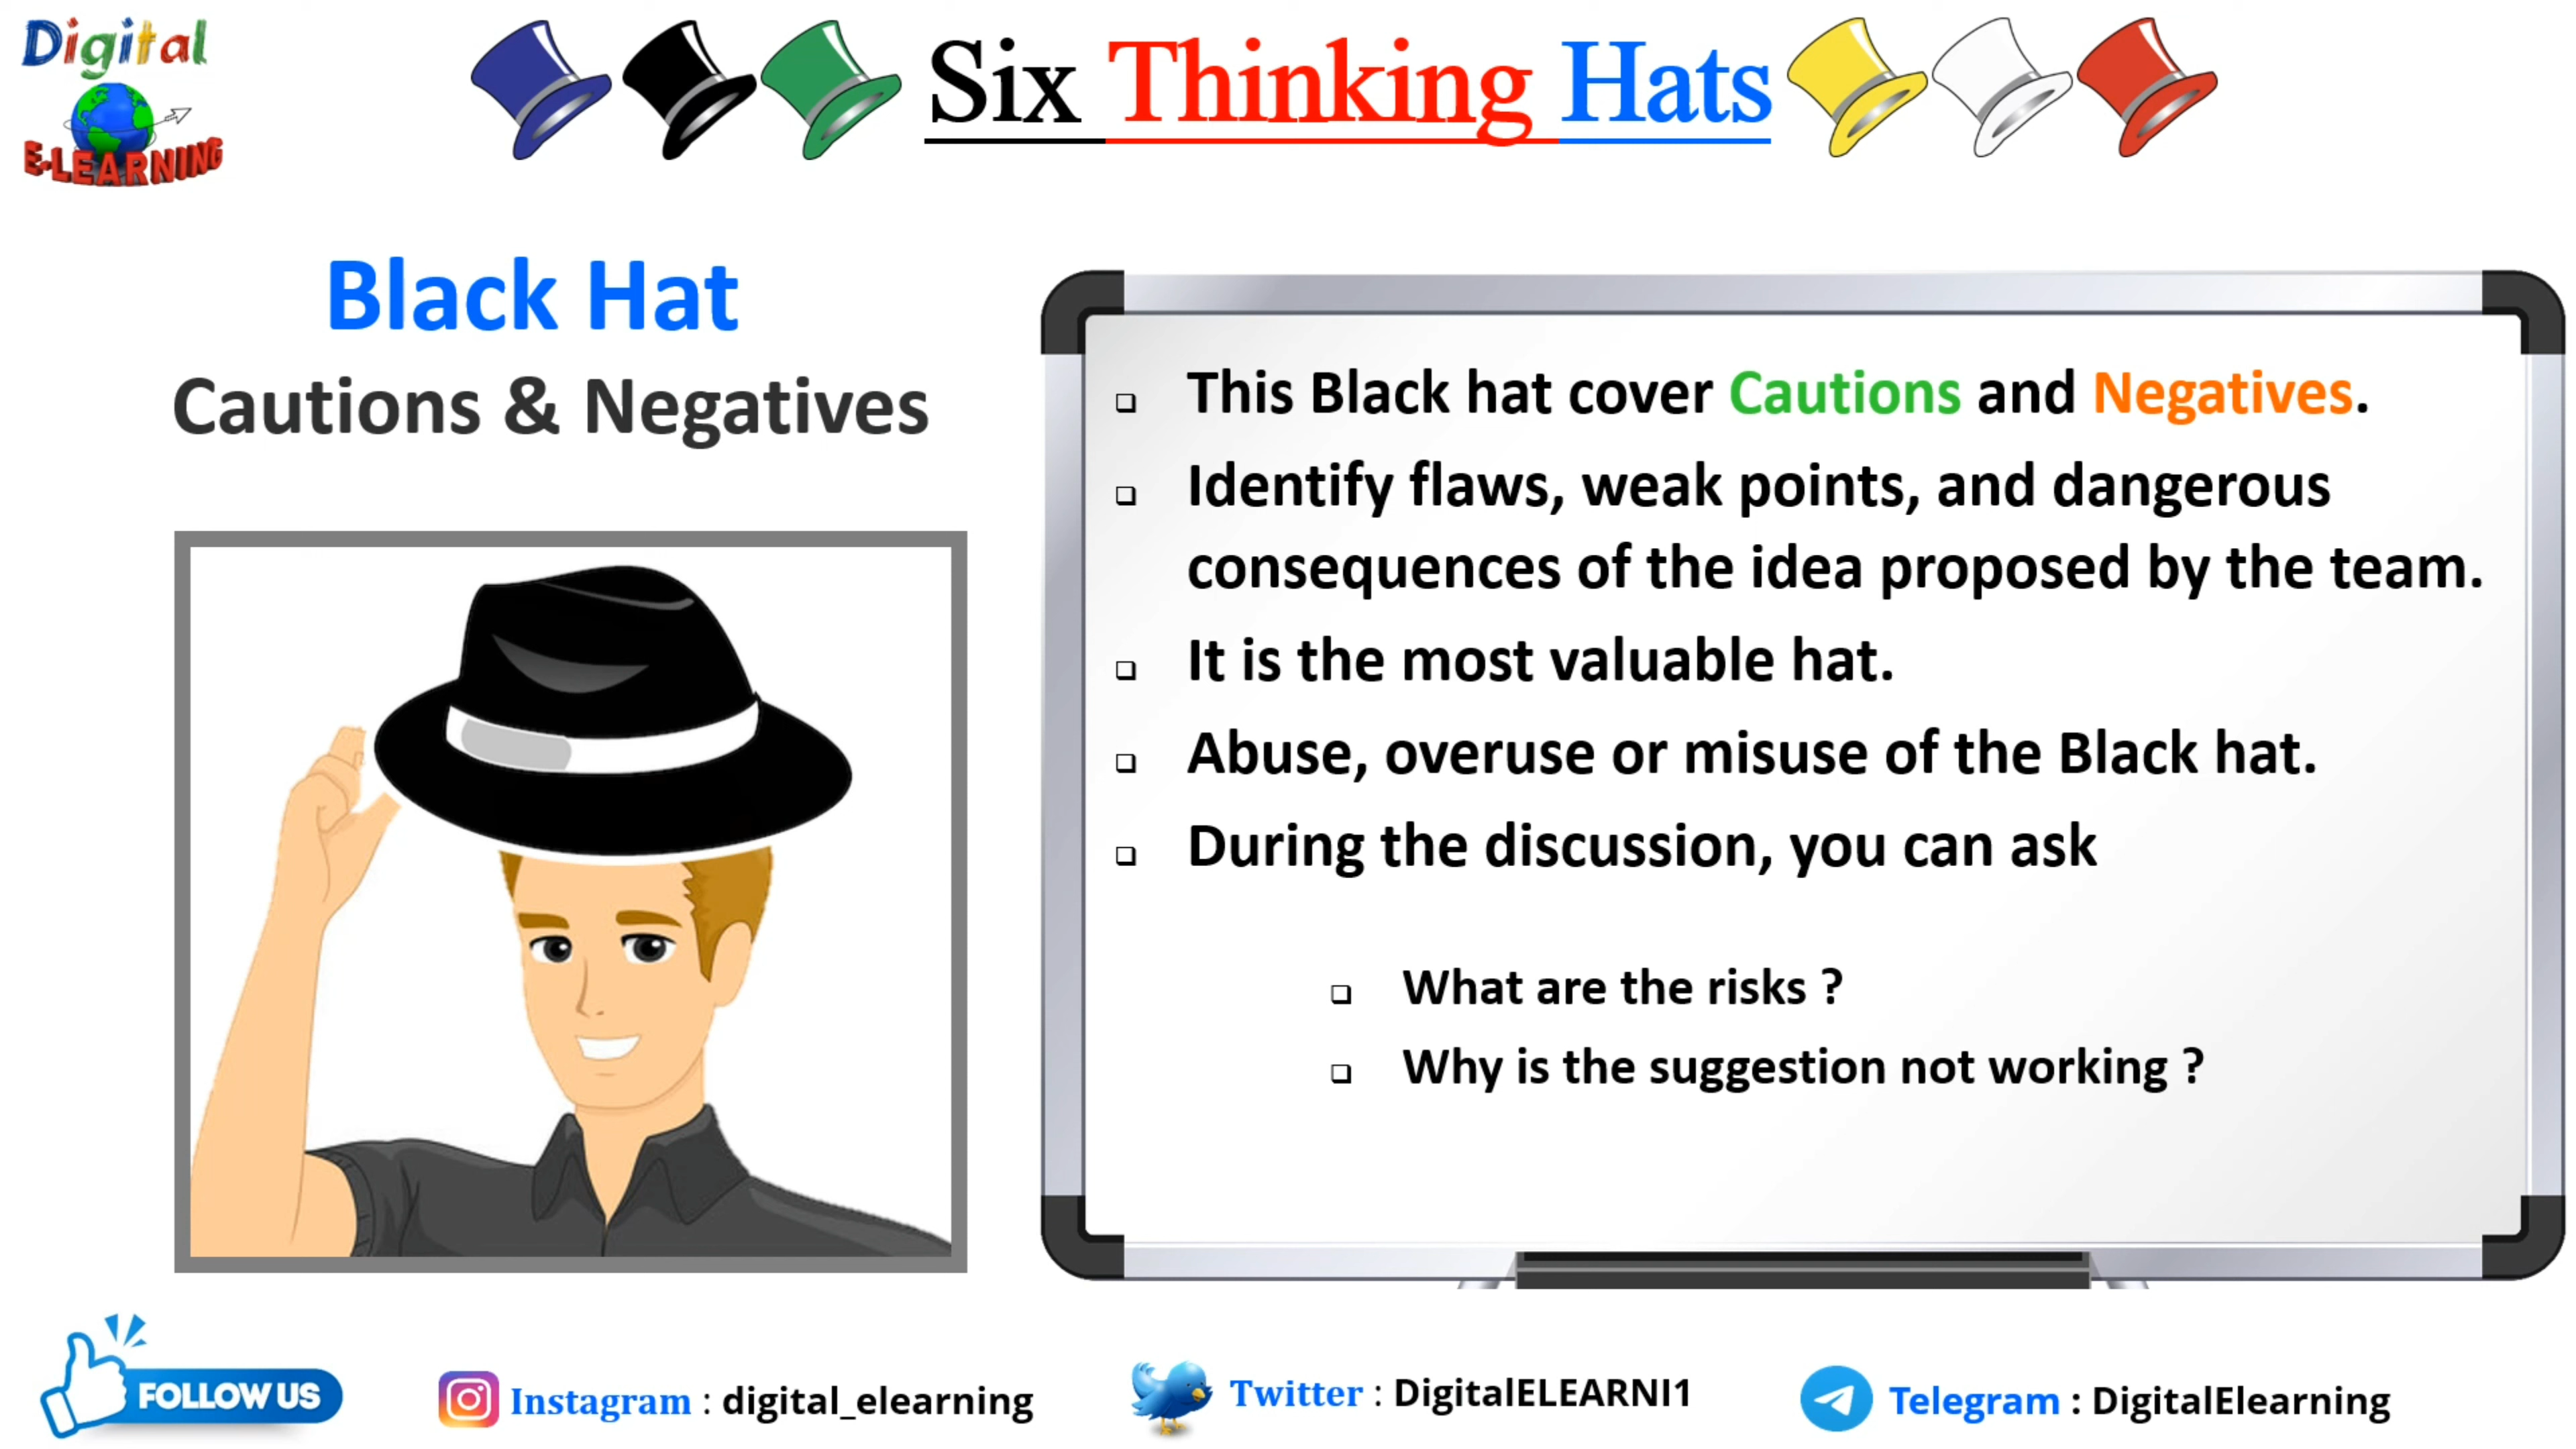 Digital
E-LEARNING
Six Thinking Hats
Black Hat
Cautions & Negatives
This Black hat cover Cautions and Negatives.
Identify flaws, weak points, and dangerous
consequences of the idea proposed by the team.
It is the most valuable hat.
Abuse, overuse or misuse of the Black hat.
During the discussion, you can ask
What are the risks ?
Why is the suggestion not working ?
FOLLOW US
Instagram : digital_elearning
Twitter : DigitalELEARNI1
Telegram : DigitalElearning